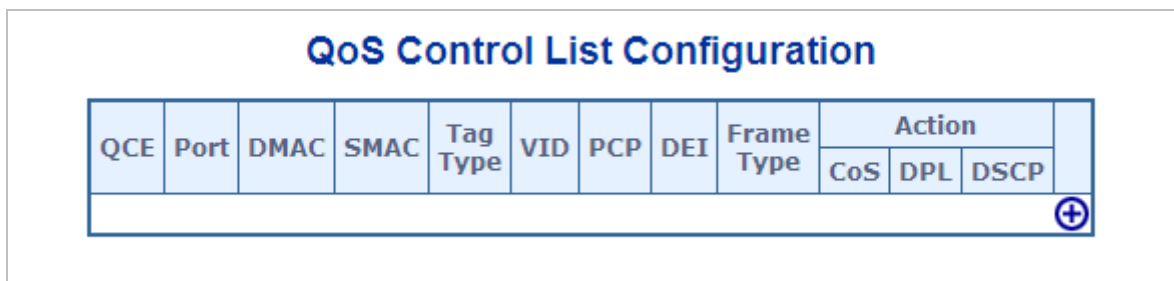 QoS Control List Configuration
QCE Port DMAC SMAC Tag Type VID PCP DEI Frame Type Action
CoS DPL DSCP